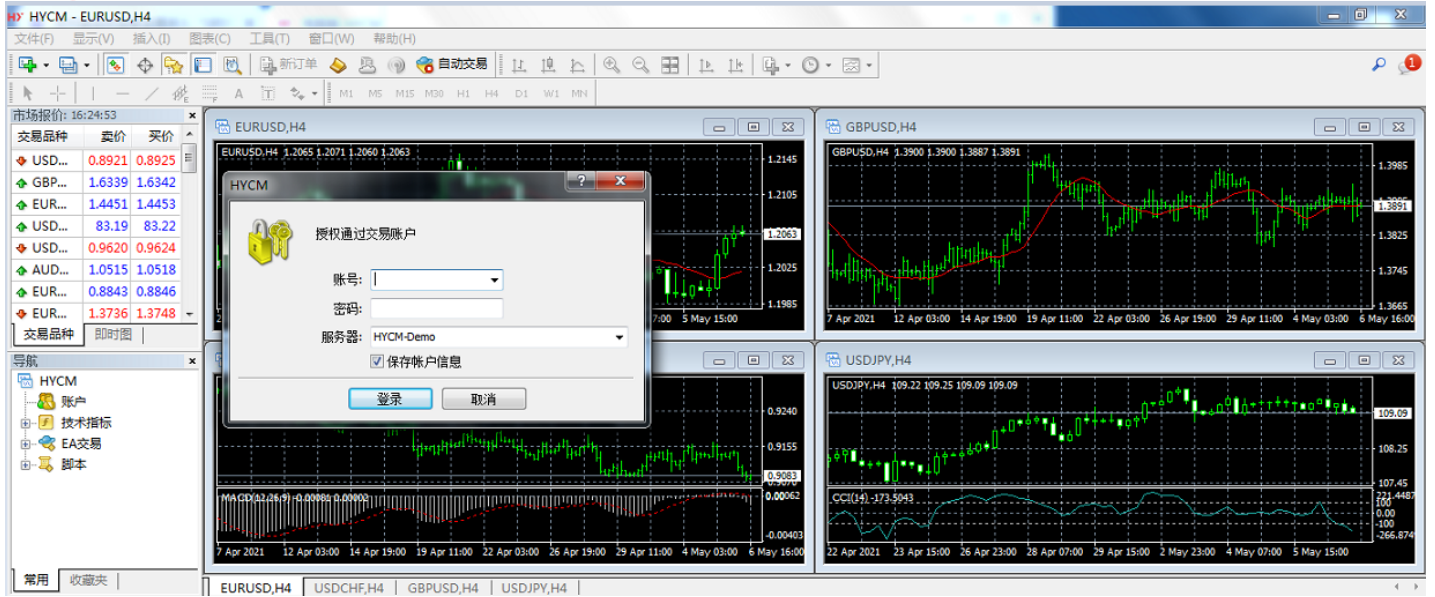 HYCM - EURUSD,H4
文件(F) 显示(V) 插入(I) 图表(C) 工具(T) 窗口(W) 帮助(H)
新订单 自动交易 1
A T M1 M5 M15 M30 H1 H4 D1 W1 MN
市场报价: 16:24:53
交易品种 卖价 买价
USD... 0.8921 0.8925
GBP... 1.6339 1.6342
EUR... 1.4451 1.4453
USD... 83.19 83.22
USD... 0.9620 0.9624
AUD... 1.0515 1.0518
EUR... 0.8843 0.8846
EUR... 1.3736 1.3748
交易品种 即时图
导航
HYCM
账户
技术指标
EA交易
脚本
常用 收藏夹
EURUSD,H4
EURUSD,H4 1.2065 1.2071 1.2060 1.2063
1.2145
1.2105
1.2063
1.2025
1.1985
7:00 5 May 15:00
HYCM
授权通过交易账户
账号:
密码:
服务器: HYCM-Demo
保存帐户信息
登录 取消
GBPUSD,H4
GBPUSD,H4 1.3900 1.3900 1.3887 1.3891
1.3985
1.3891
1.3825
1.3745
1.3665
7 Apr 2021 12 Apr 03:00 14 Apr 19:00 19 Apr 11:00 22 Apr 03:00 26 Apr 19:00 29 Apr 11:00 4 May 03:00 6 May 16:00
0.9240
0.9155
0.9083
MACD(12,26,9) -0.00081 0.00002
0.00062
-0.00403
7 Apr 2021 12 Apr 03:00 14 Apr 19:00 19 Apr 11:00 22 Apr 03:00 26 Apr 19:00 29 Apr 11:00 4 May 03:00 6 May 16:00
USDJPY,H4
USDJPY,H4 109.22 109.25 109.09 109.09
109.09
108.25
107.45
CCI(14) -173.5043
221.4487
100
0.00
-100
-266.874
22 Apr 2021 23 Apr 15:00 26 Apr 23:00 28 Apr 07:00 29 Apr 15:00 2 May 23:00 4 May 07:00 5 May 15:00
EURUSD,H4 USDCHF,H4 GBPUSD,H4 USDJPY,H4